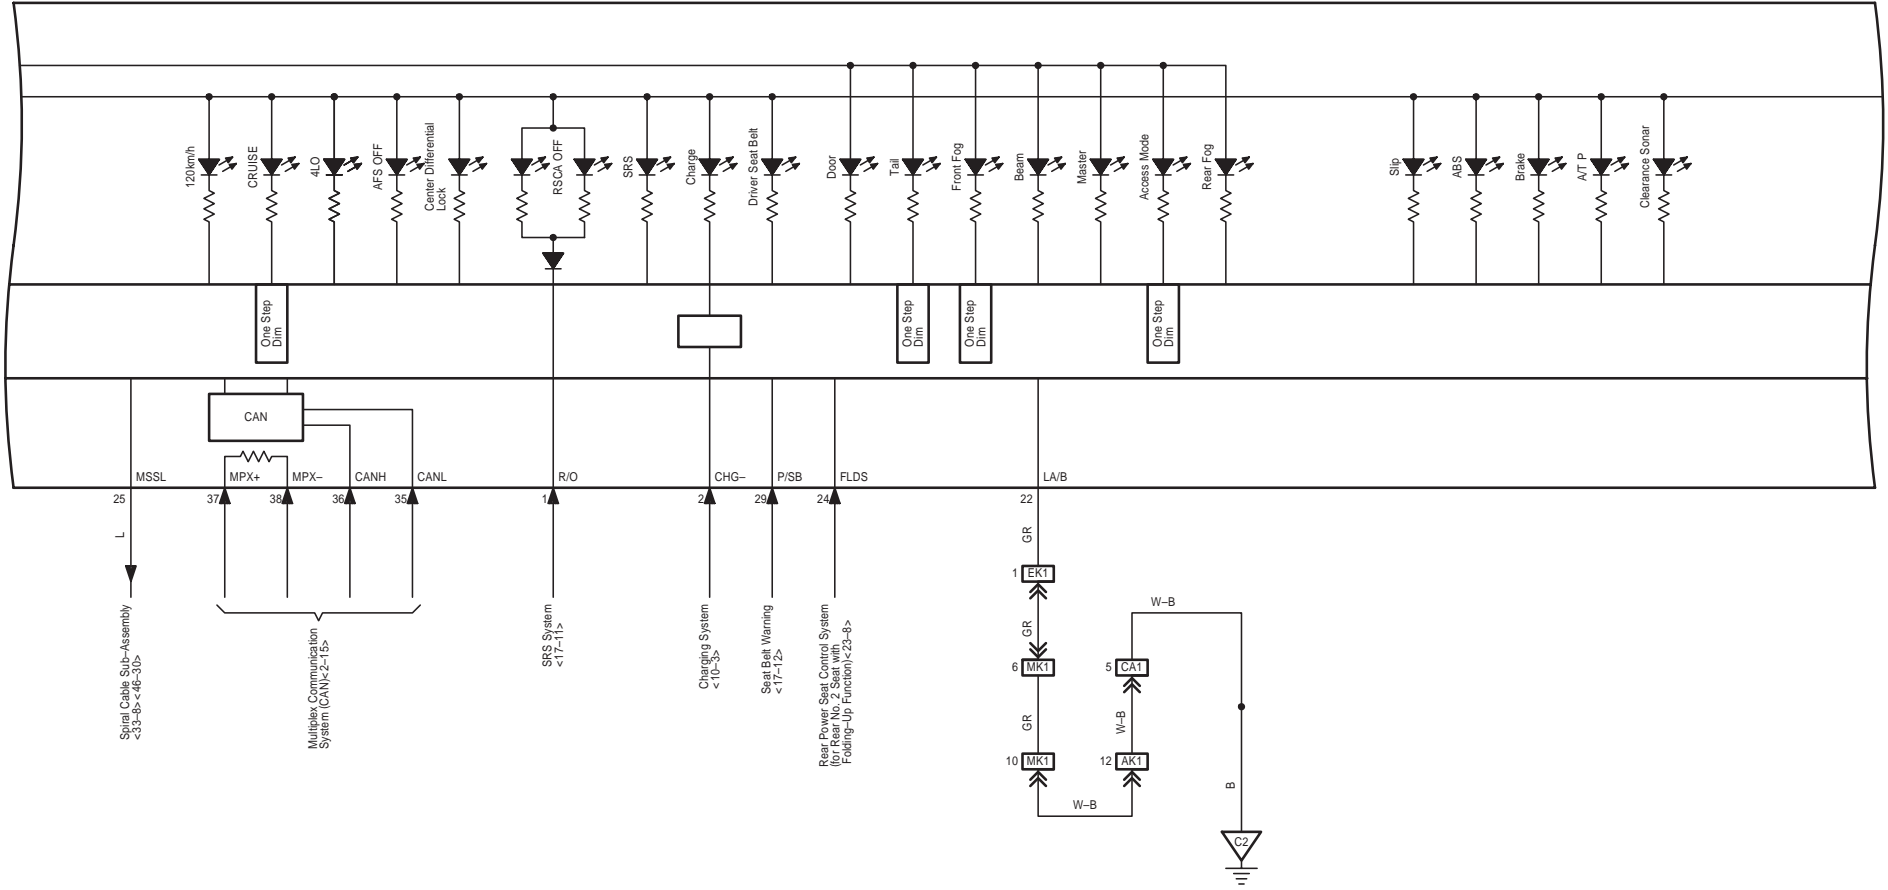 120km/h
CRUISE
4LO
AFS OFF
Center Differential
Lock
RSCA OFF
SRS
Charge
Driver Seat Belt
Door
Tail
Front Fog
Beam
Master
Access Mode
Rear Fog
Slip
ABS
Brake
A/T P
Clearance Sonar
One Step
Dim
One Step
Dim
One Step
Dim
One Step
Dim
CAN
MSSL
MPX+
MPX–
CANH
CANL
R/O
CHG–
P/SB
FLDS
LA/B
25
37
38
36
35
1
2
29
24
22
L
GR
1 EK1
GR
6 MK1
5 CA1
W–B
GR
W–B
10 MK1
12 AK1
W–B
B
C2
Spiral Cable Sub–Assembly
<33–8><46–30>
Multiplex Communication
System (CAN)<2–15>
SRS System
<17–11>
Charging System
<10–3>
Seat Belt Warning
<17–12>
Rear Power Seat Control System
(for Rear No. 2 Seat with
Folding–Up Function)<23–8>